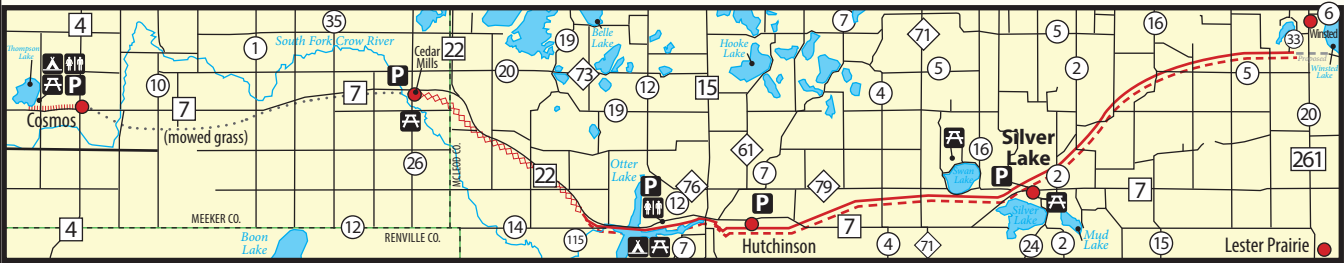 4
35
1
South Fork Crow River
Thompson
Lake
P
Cosmos
10
7
(mowed grass)
7
P
Cedar
Mills
22
26
MCLEOD CO.
MEEKER CO.
RENVILLE CO.
4
Boon
Lake
12
14
19
Belle
Lake
73
20
12
19
22
115
Otter
Lake
P
76
12
7
15
Hooke
Lake
7
71
61
7
P
Hutchinson
79
7
4
5
4
71
16
Swan
Lake
P
Silver
Lake
2
Silver
Lake
Mud
Lake
24
2
5
2
16
7
15
5
33
6
Winsted
Proposed
Winsted
Lake
20
261
Lester Prairie